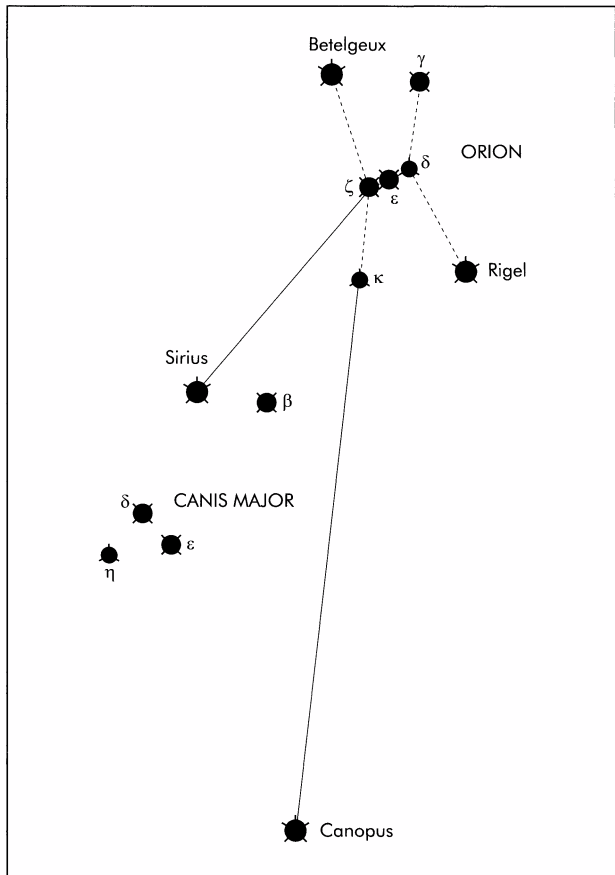 Betelgeux
γ
ORION
δ
ζ
ε
κ
Rigel
Sirius
β
δ
CANIS MAJOR
ε
η
Canopus